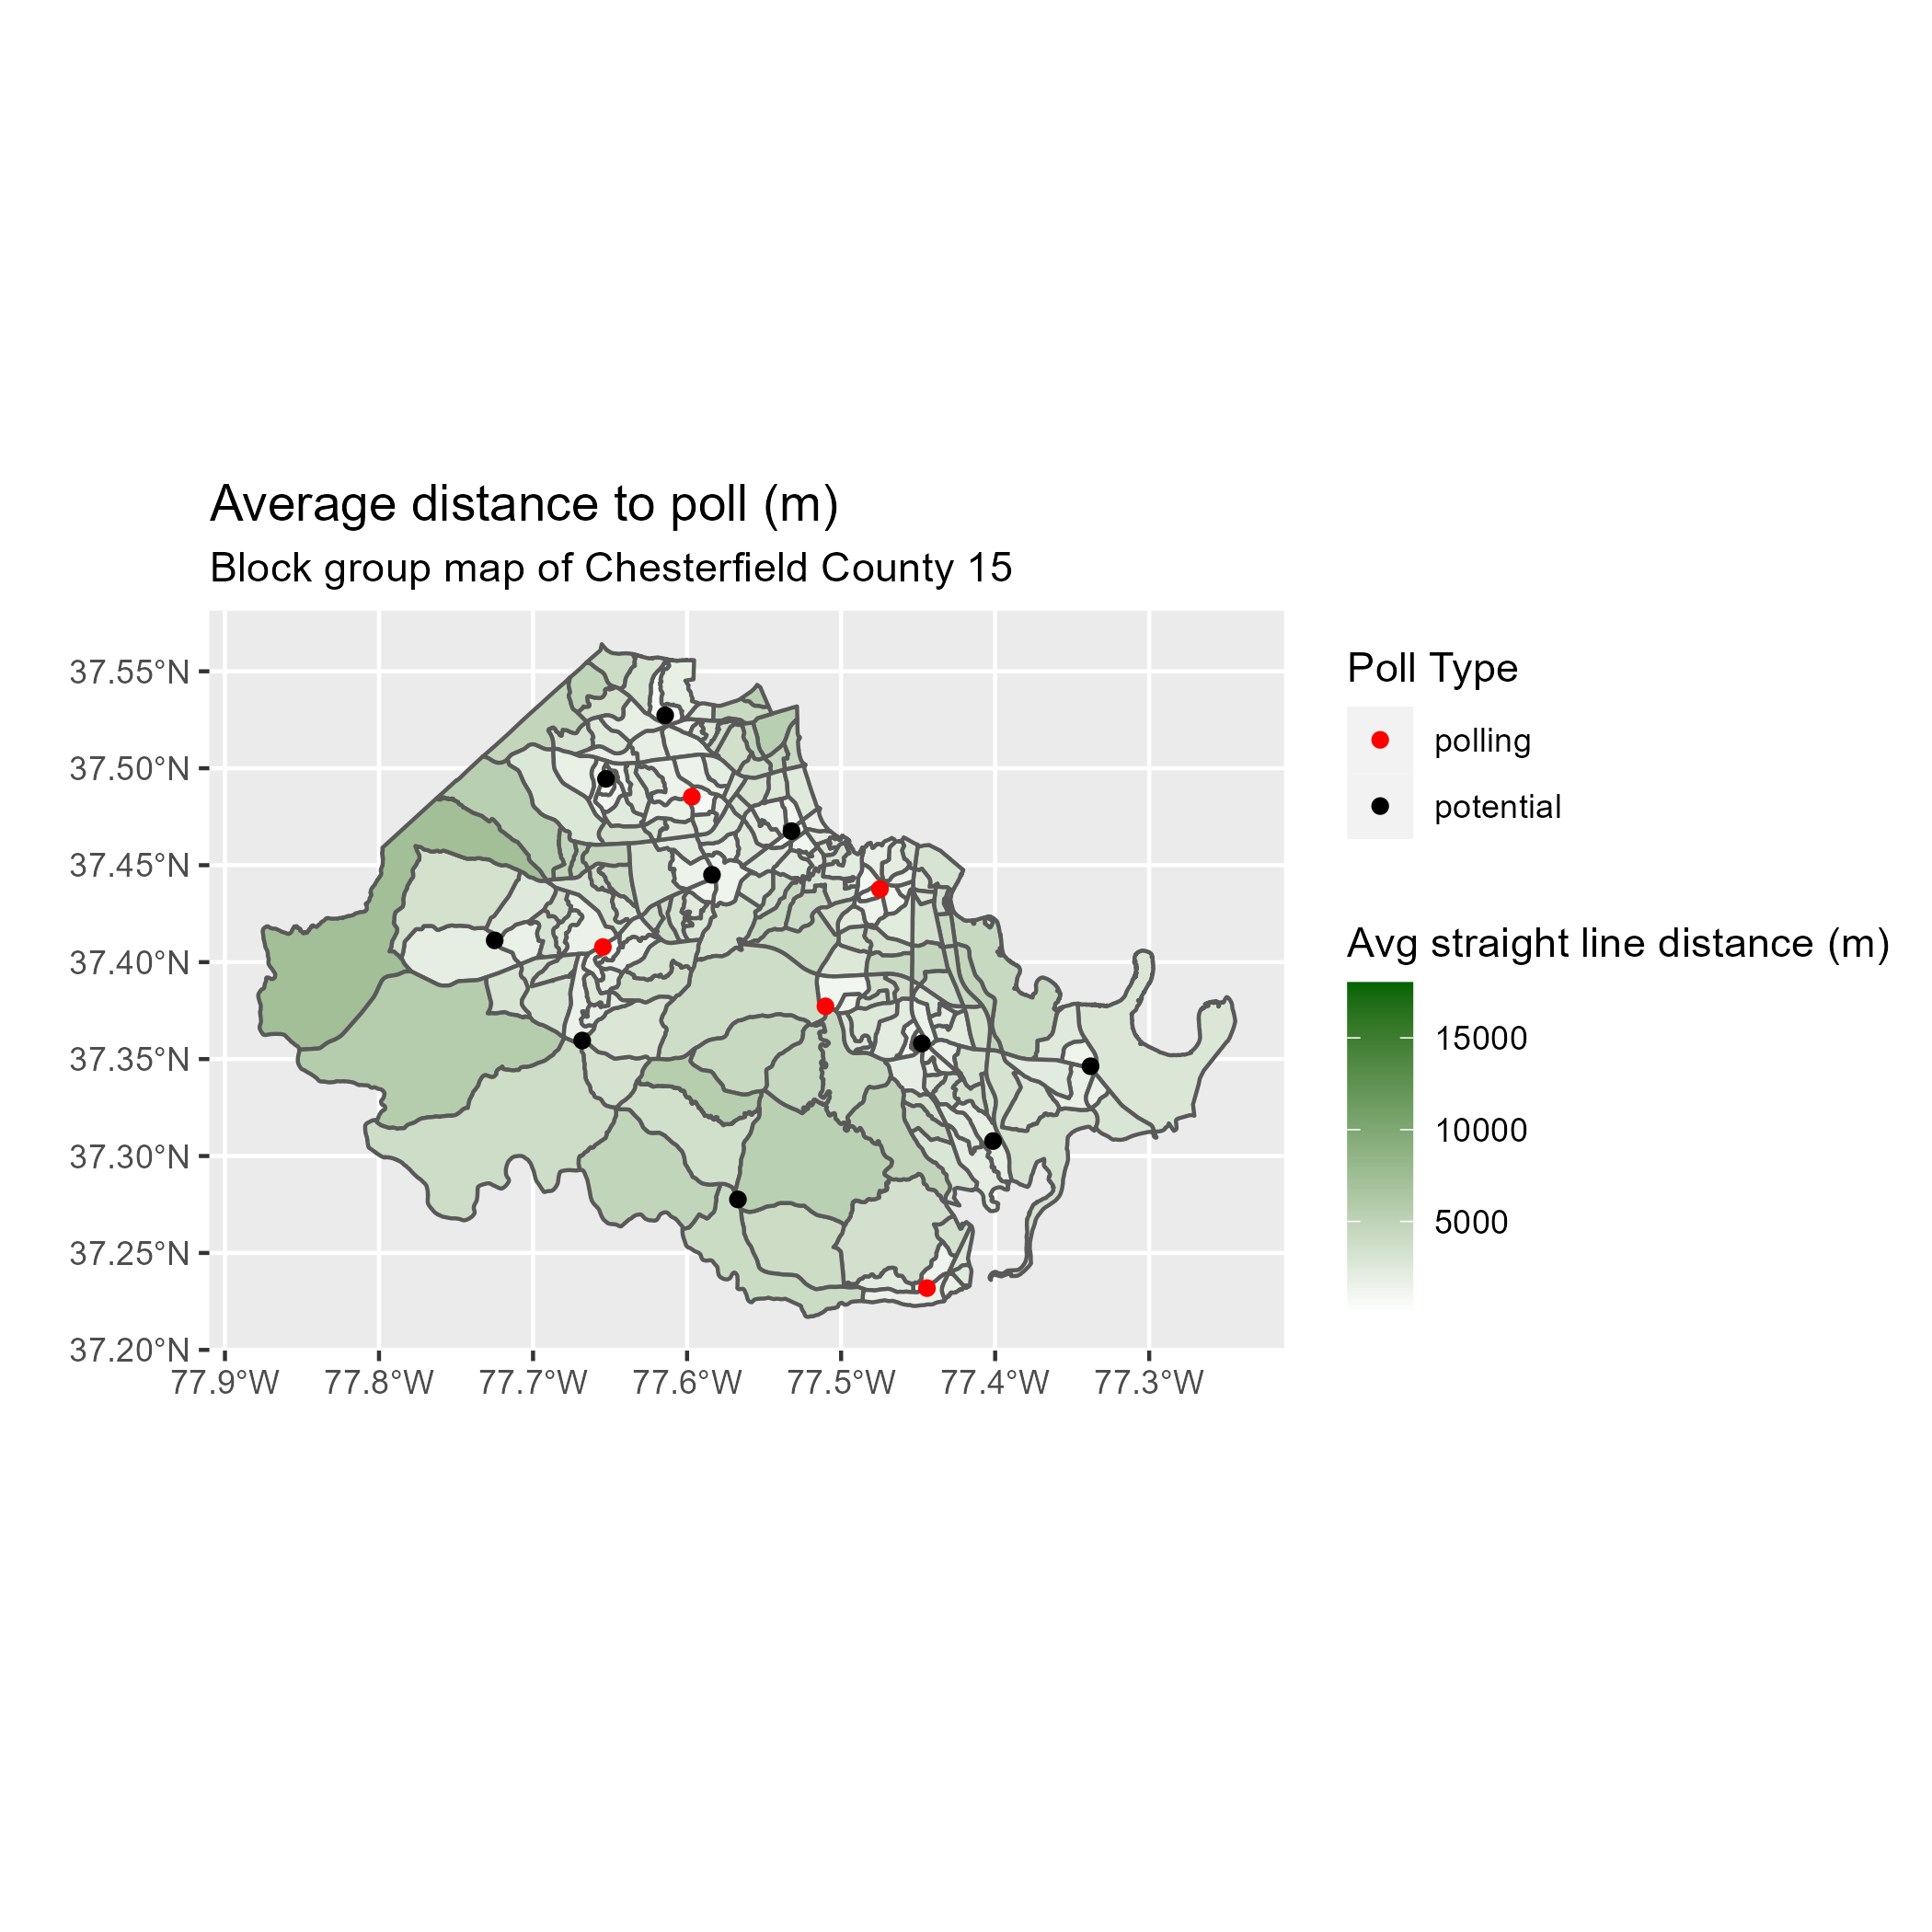 Average distance to poll (m)
Block group map of Chesterfield County 15
37.55°N
37.50°N
37.45°N
37.40°N
37.35°N
37.30°N
37.25°N
37.20°N
77.9°W
77.8°W
77.7°W
77.6°W
77.5°W
77.4°W
77.3°W
Poll Type
polling
potential
Avg straight line distance (m)
15000
10000
5000